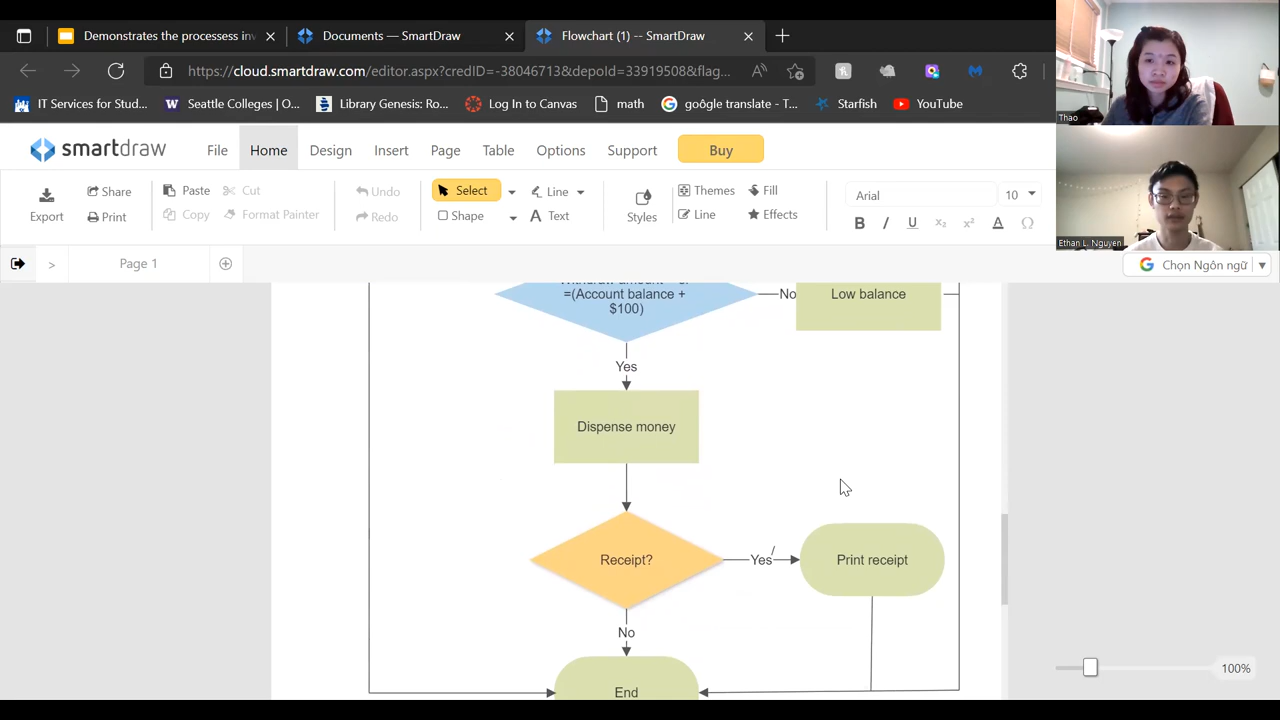 Demonstrates the processess inv
Documents — SmartDraw
Flowchart (1) -- SmartDraw
https://cloud.smartdraw.com/editor.aspx?credID=-38046713&depoId=33919508&flag...
IT Services for Stud...
Seattle Colleges | O...
Library Genesis: Ro...
Log In to Canvas
math
goôgle translate - T...
Starfish
YouTube
smartdraw
File
Home
Design
Insert
Page
Table
Options
Support
Buy
Export
Share
Print
Paste
Cut
Copy
Format Painter
Undo
Redo
Select
Shape
Line
Text
Styles
Themes
Fill
Line
Effects
Arial
10
Page 1
Chọn Ngôn ngữ
Thao
Ethan L. Nguyen
=(Account balance +
$100)
No
Low balance
Yes
Dispense money
Receipt?
Yes
Print receipt
No
End
100%